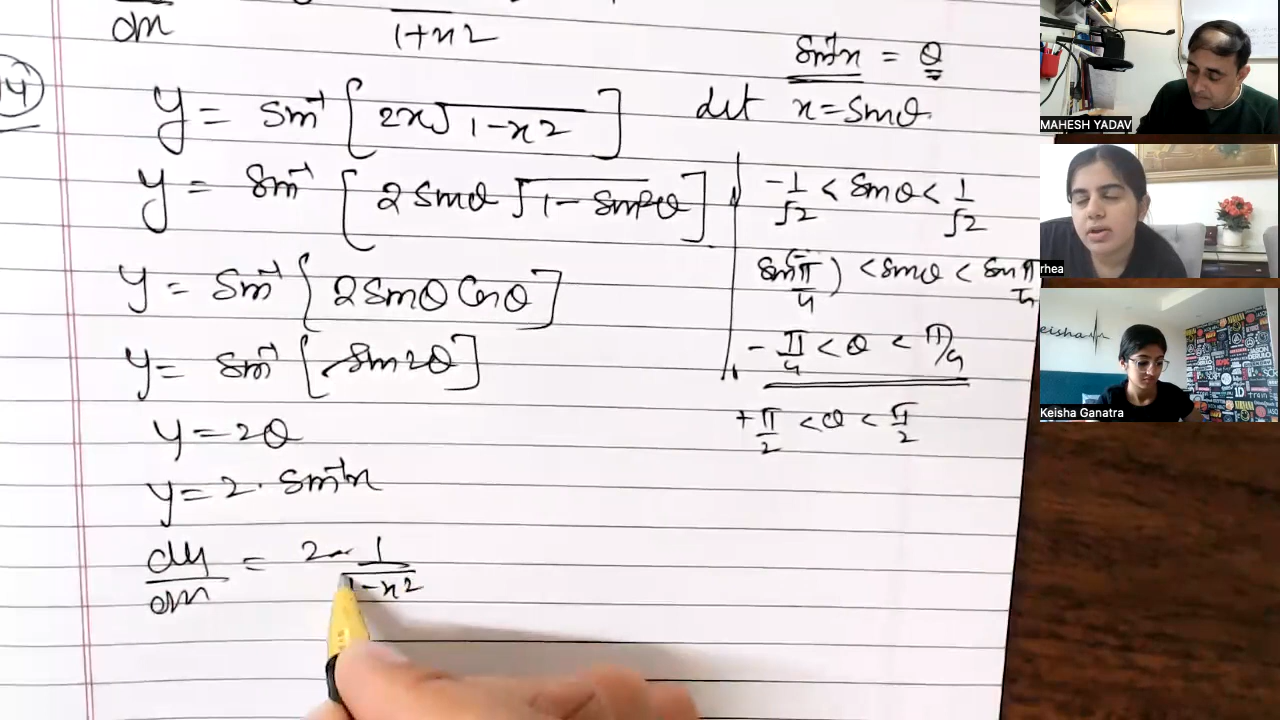 dx
1+x2
14
y = Sin⁻¹ [2x√1-x2]
y = Sin⁻¹ [2 Sinθ √1-Sin²θ]
y = Sin⁻¹ [2 Sinθ Cosθ]
y = Sin⁻¹ [Sin2θ]
y = 2θ
y = 2. Sin⁻¹x
dy/dx = 2 1/√1-x2
Sin⁻¹x = θ
Let x = Sinθ
-1/√2 < Sinθ < 1/√2
Sin(-π/4) < Sinθ < Sin π/4
-π/4 < θ < π/4
+π/2 < θ < π/2
MAHESH YADAV
rhea
keisha
Keisha Ganatra